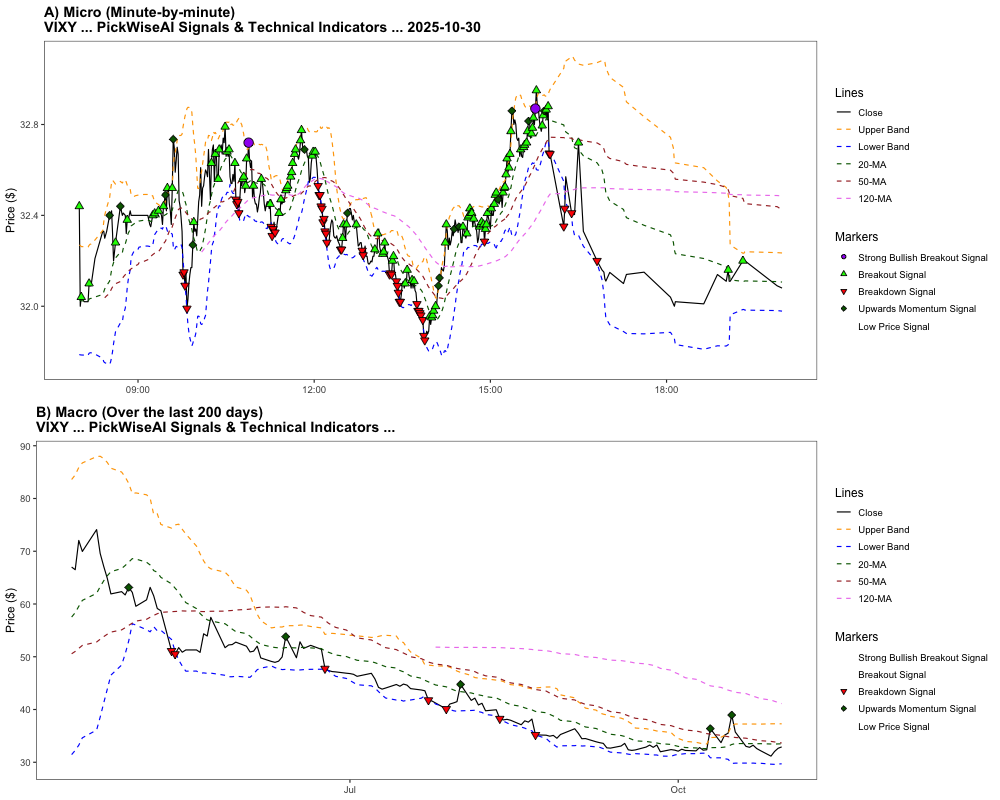 A) Micro (Minute-by-minute)
VIXY ... PickWiseAI Signals & Technical Indicators ... 2025-10-30
Price ($)
32.8
32.4
32.0
09:00
12:00
15:00
18:00
Lines
Close
Upper Band
Lower Band
20-MA
50-MA
120-MA
Markers
Strong Bullish Breakout Signal
Breakout Signal
Breakdown Signal
Upwards Momentum Signal
Low Price Signal
B) Macro (Over the last 200 days)
VIXY ... PickWiseAI Signals & Technical Indicators ...
Price ($)
90
80
70
60
50
40
30
Jul
Oct
Lines
Close
Upper Band
Lower Band
20-MA
50-MA
120-MA
Markers
Strong Bullish Breakout Signal
Breakout Signal
Breakdown Signal
Upwards Momentum Signal
Low Price Signal